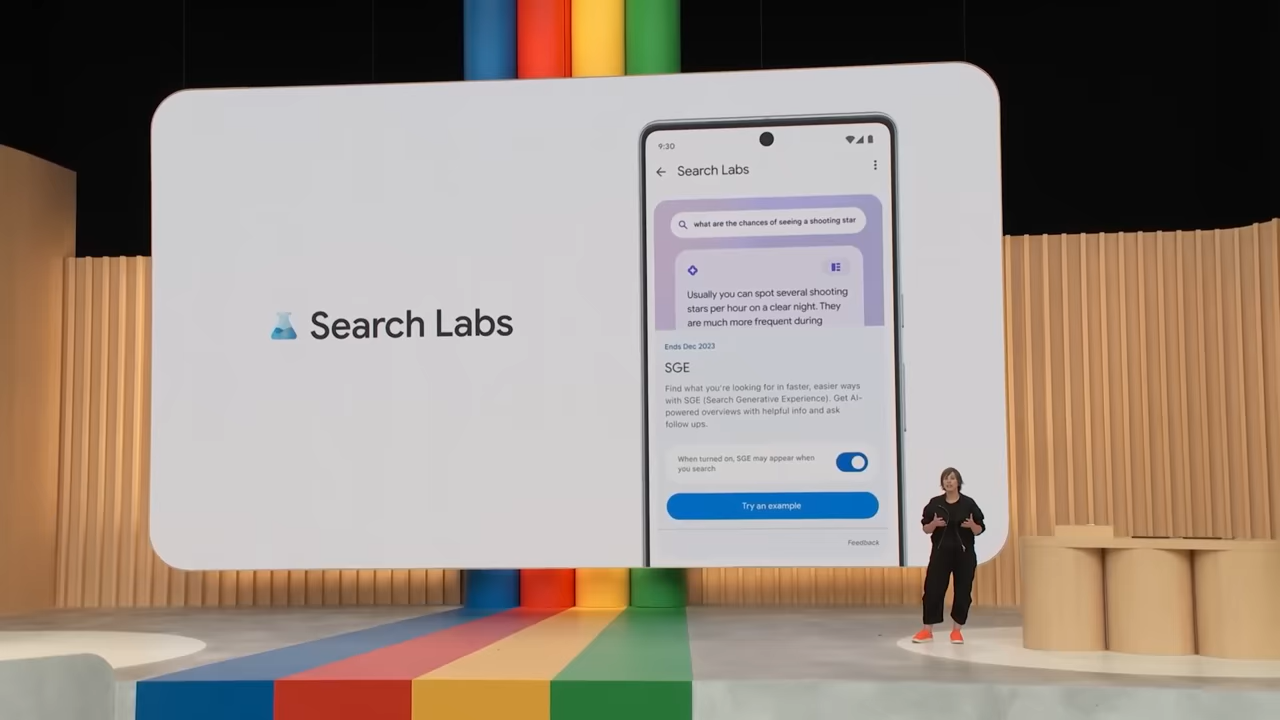 Search Labs
9:30
Search Labs
what are the chances of seeing a shooting star
Usually you can spot several shooting
stars per hour on a clear night. They
are much more frequent during
Ends Dec 2023
SGE
Find what you're looking for in faster, easier ways
with SGE (Search Generative Experience). Get AI-
powered overviews with helpful info and ask
follow ups.
When turned on, SGE may appear when
you search
Try an example
Feedback